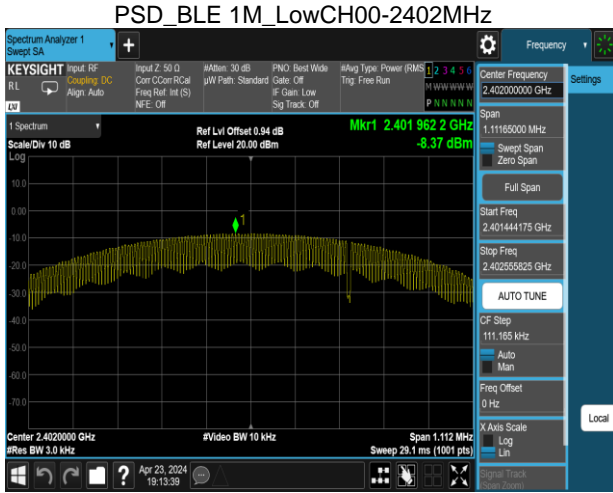 PSD_BLE 1M_LowCH00-2402MHz
Spectrum Analyzer 1
Swept SA
Frequency
KEYSIGHT
RL
Input: RF
Coupling: DC
Align: Auto
Input Z: 50 Ω
Corr CCorr RCal
Freq Ref: Int (S)
NFE: Off
#Atten: 30 dB
µW Path: Standard
PNO: Best Wide
Gate: Off
IF Gain: Low
Sig Track: Off
#Avg Type: Power (RMS
Trig: Free Run
1 2 3 4 5 6
M W W W W W
P N N N N N
1 Spectrum
Scale/Div 10 dB
Log
Ref Lvl Offset 0.94 dB
Ref Level 20.00 dBm
Mkr1 2.401 962 2 GHz
-8.37 dBm
10.0
0.00
-10.0
-20.0
-30.0
-40.0
-50.0
-60.0
-70.0
1
Center 2.4020000 GHz
#Res BW 3.0 kHz
#Video BW 10 kHz
Span 1.112 MHz
Sweep 29.1 ms (1001 pts)
Apr 23, 2024
19:13:39
Center Frequency
2.402000000 GHz
Settings
Span
1.11165000 MHz
Swept Span
Zero Span
Full Span
Start Freq
2.401444175 GHz
Stop Freq
2.402555825 GHz
AUTO TUNE
CF Step
111.165 kHz
Auto
Man
Freq Offset
0 Hz
X Axis Scale
Log
Lin
Local
Signal Track
(Span Zoom)